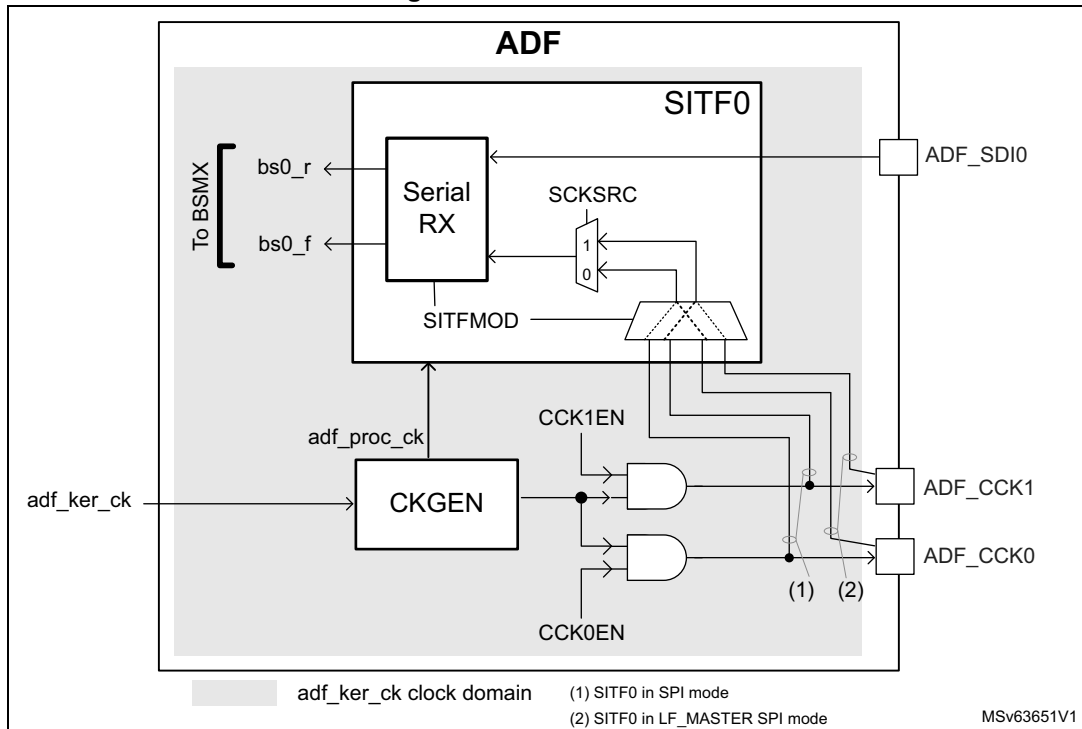 ADF
SITF0
To BSMX
bs0_r
bs0_f
Serial
RX
SCKSRC
1
0
SITFMOD
ADF_SDI0
adf_proc_ck
CCK1EN
adf_ker_ck
CKGEN
ADF_CCK1
ADF_CCK0
(1)
(2)
CCK0EN
adf_ker_ck clock domain
(1) SITF0 in SPI mode
(2) SITF0 in LF_MASTER SPI mode
MSv63651V1